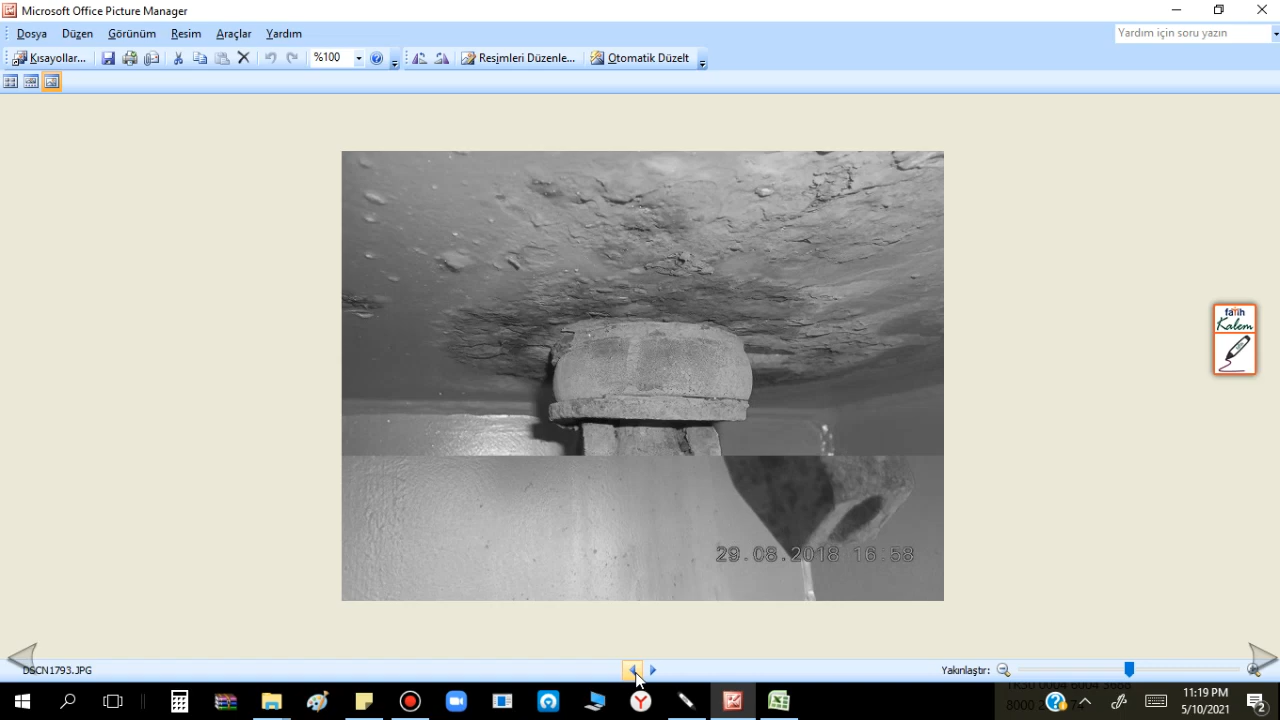 Microsoft Office Picture Manager
Dosya Düzen Görünüm Resim Araçlar Yardım
Yardım için soru yazın
Kısayollar... %100 Resimleri Düzenle... Otomatik Düzelt
fatih
Kalem
29.08.2018 16:58
DSCN1793.JPG
Yakınlaştır:
11:19 PM
5/10/2021
2